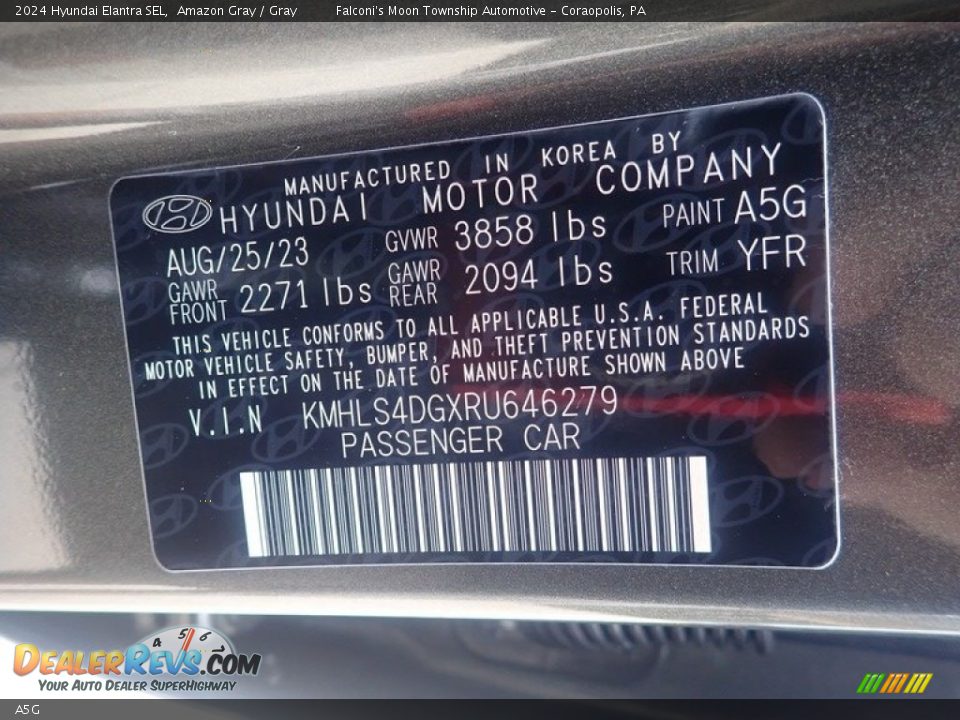 2024 Hyundai Elantra SEL, Amazon Gray / Gray Falconi's Moon Township Automotive - Coraopolis, PA
MANUFACTURED IN KOREA BY
HYUNDAI MOTOR COMPANY
AUG/25/23 GVWR 3858 lbs PAINT A5G
GAWR FRONT 2271 lbs GAWR REAR 2094 lbs TRIM YFR
THIS VEHICLE CONFORMS TO ALL APPLICABLE U.S.A. FEDERAL
MOTOR VEHICLE SAFETY, BUMPER, AND THEFT PREVENTION STANDARDS
IN EFFECT ON THE DATE OF MANUFACTURE SHOWN ABOVE
V.I.N KMHLS4DGXRU646279
PASSENGER CAR
4 5 6
DEALERREVS.COM
YOUR AUTO DEALER SUPERHIGHWAY
A5G